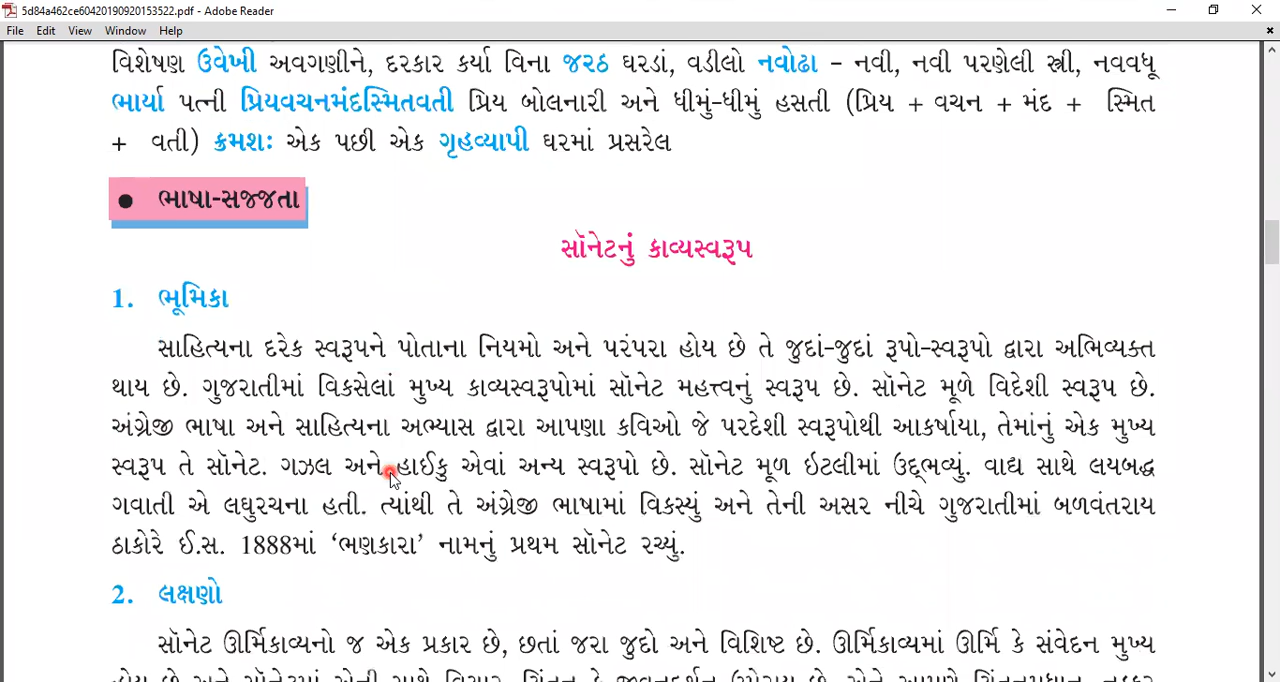 5d84a462ce60420190920153522.pdf - Adobe Reader
File Edit View Window Help
વિશેષણ ઉવેખી અવગણીને, દરકાર કર્યા વિના જરઠ ઘરડાં, વડીલો નવોઢા - નવી, નવી પરણેલી સ્ત્રી, નવવધૂ
ભાર્યા પત્ની પ્રિયવચનમંદસ્મિતવતી પ્રિય બોલનારી અને ધીમું-ધીમું હસતી (પ્રિય + વચન + મંદ + સ્મિત
+ વતી) ક્રમશઃ એક પછી એક ગૃહવ્યાપી ઘરમાં પ્રસરેલ
● ભાષા-સજ્જતા
સૉનેટનું કાવ્યસ્વરૂપ
1. ભૂમિકા
સાહિત્યના દરેક સ્વરૂપને પોતાના નિયમો અને પરંપરા હોય છે તે જુદાં-જુદાં રૂપો-સ્વરૂપો દ્વારા અભિવ્યક્ત
થાય છે. ગુજરાતીમાં વિકસેલાં મુખ્ય કાવ્યસ્વરૂપોમાં સૉનેટ મહત્ત્વનું સ્વરૂપ છે. સૉનેટ મૂળે વિદેશી સ્વરૂપ છે.
અંગ્રેજી ભાષા અને સાહિત્યના અભ્યાસ દ્વારા આપણા કવિઓ જે પરદેશી સ્વરૂપોથી આકર્ષાયા, તેમાંનું એક મુખ્ય
સ્વરૂપ તે સૉનેટ. ગઝલ અને હાઈકુ એવાં અન્ય સ્વરૂપો છે. સૉનેટ મૂળ ઇટલીમાં ઉદ્ભવ્યું. વાદ્ય સાથે લયબદ્ધ
ગવાતી એ લઘુરચના હતી. ત્યાંથી તે અંગ્રેજી ભાષામાં વિકસ્યું અને તેની અસર નીચે ગુજરાતીમાં બળવંતરાય
ઠાકોરે ઈ.સ. 1888માં ‘ભણકારા’ નામનું પ્રથમ સૉનેટ રચ્યું.
2. લક્ષણો
સૉનેટ ઊર્મિકાવ્યનો જ એક પ્રકાર છે, છતાં જરા જુદો અને વિશિષ્ટ છે. ઊર્મિકાવ્યમાં ઊર્મિ કે સંવેદન મુખ્ય